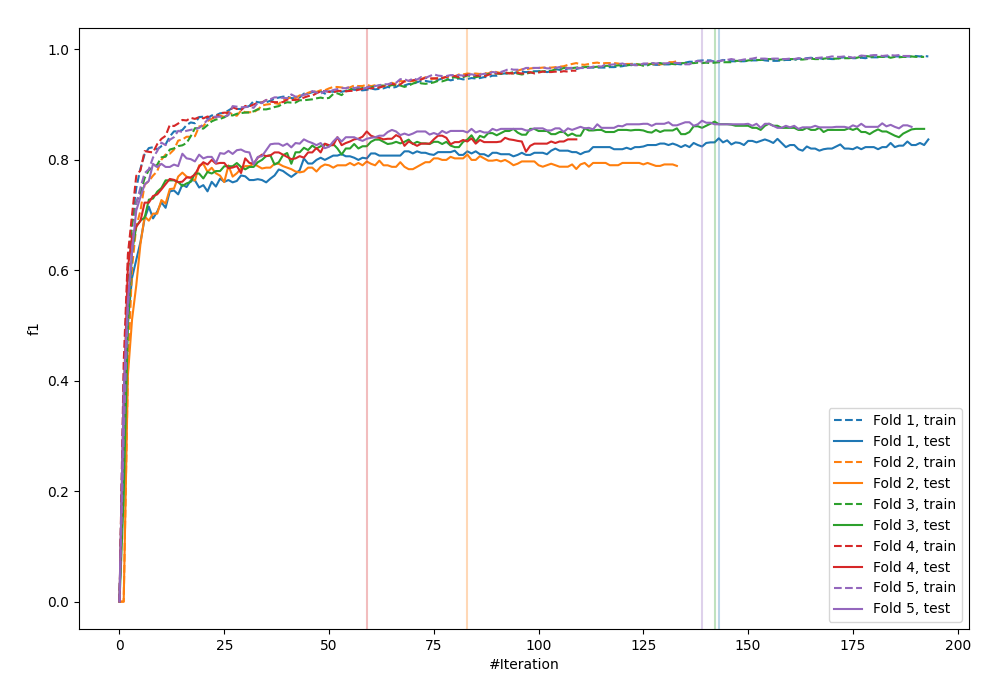 1.0
0.8
0.6
0.4
0.2
0.0
f1
0 25 50 75 100 125 150 175 200
#Iteration
Fold 1, train
Fold 1, test
Fold 2, train
Fold 2, test
Fold 3, train
Fold 3, test
Fold 4, train
Fold 4, test
Fold 5, train
Fold 5, test